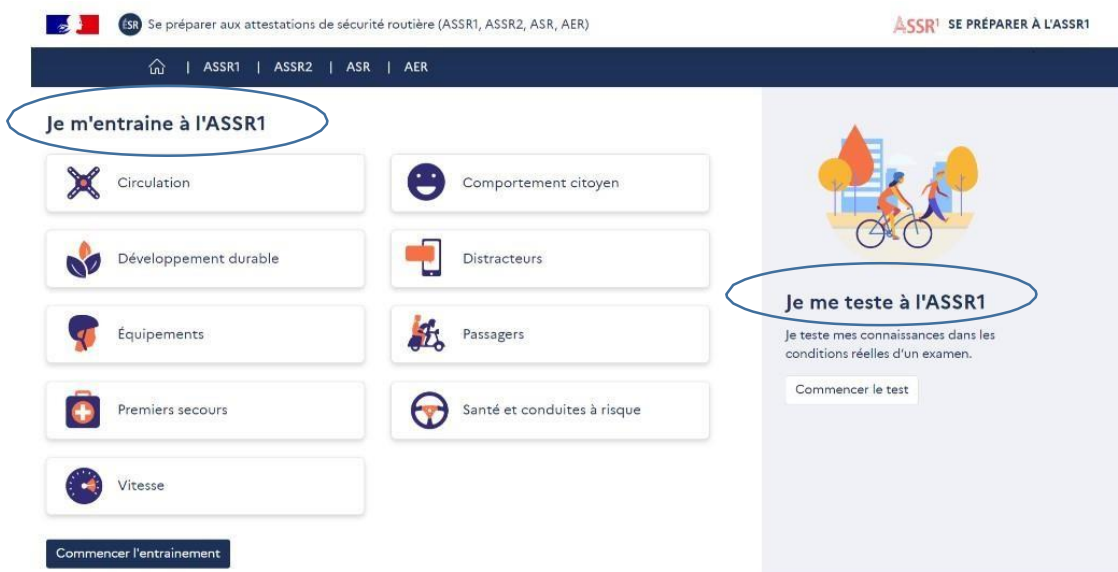 ÉSR Se préparer aux attestations de sécurité routière (ASSR1, ASSR2, ASR, AER)
ASSR1 SE PRÉPARER À L'ASSR1
| ASSR1 | ASSR2 | ASR | AER
Je m'entraine à l'ASSR1
Circulation
Comportement citoyen
Développement durable
Distracteurs
Équipements
Passagers
Premiers secours
Santé et conduites à risque
Vitesse
Commencer l'entrainement
Je me teste à l'ASSR1
Je teste mes connaissances dans les
conditions réelles d'un examen.
Commencer le test